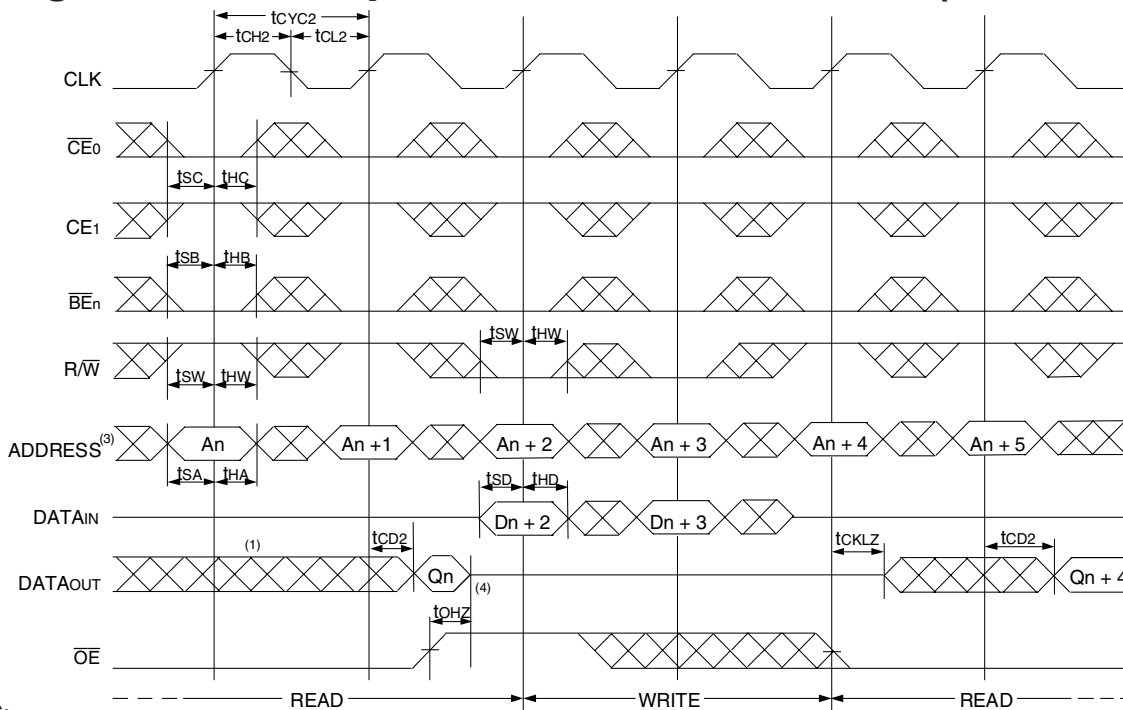 tCYC2
tCH2 tCL2
CLK
CE0
tSC tHC
CE1
tSB tHB
BEn
tSW tHW
R/W
tSW tHW
ADDRESS(3) An An + 1 An + 2 An + 3 An + 4 An + 5
tSA tHA tSD tHD
DATAIN Dn + 2 Dn + 3
tCD2 tCKLZ tCD2
(1)
DATAOUT Qn Qn + 4
(4)
tOHZ
OE
READ WRITE READ